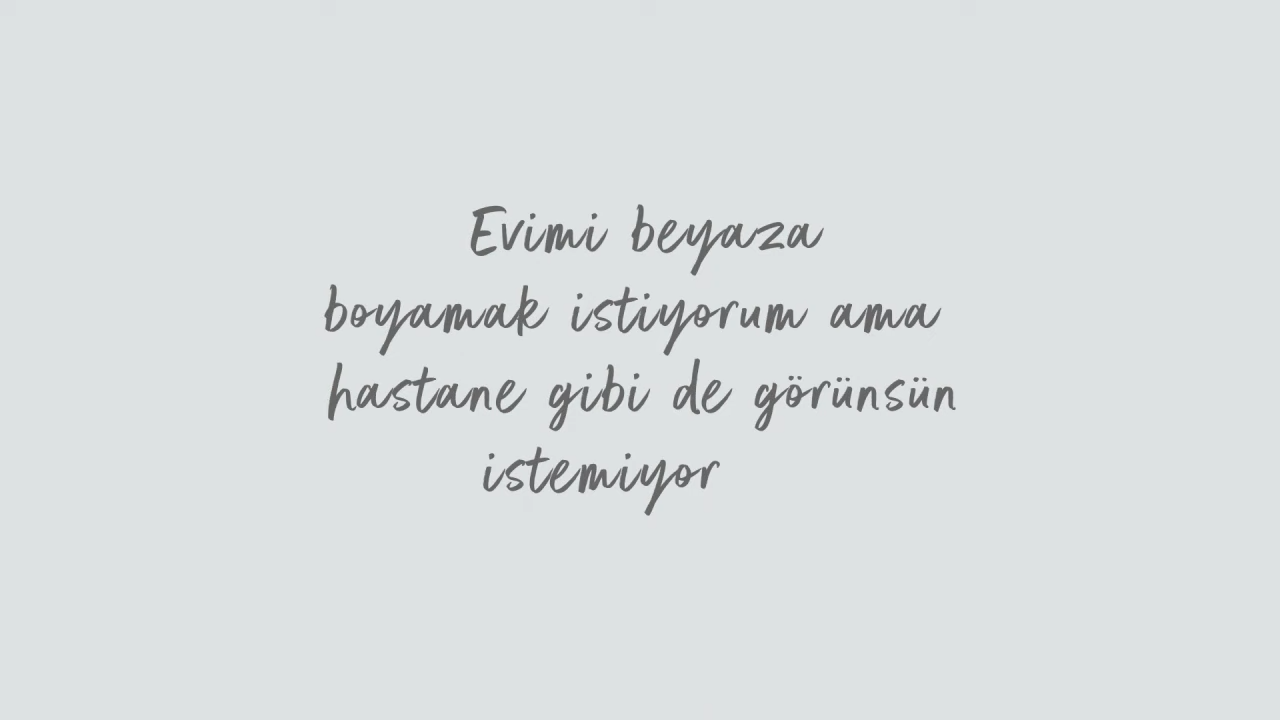 Evimi beyaza
boyamak istiyorum ama
hastane gibi de görünsün
istemiyor